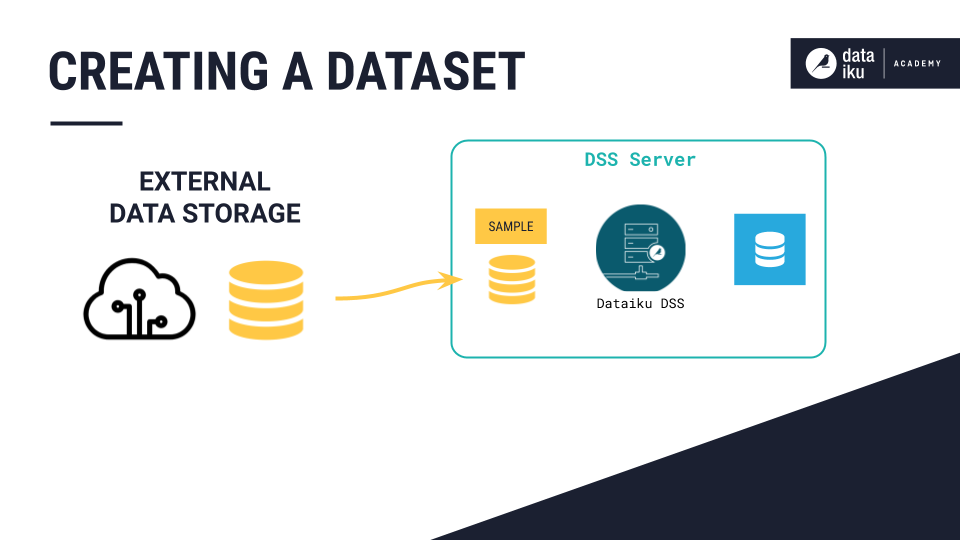 CREATING A DATASET
data
iku
ACADEMY
EXTERNAL
DATA STORAGE
DSS Server
SAMPLE
Dataiku DSS